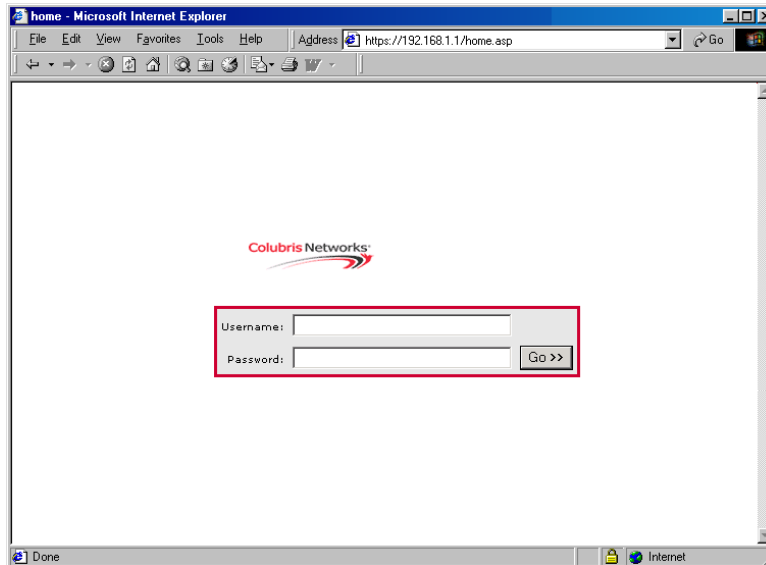 home - Microsoft Internet Explorer
File Edit View Favorites Tools Help Address https://192.168.1.1/home.asp Go
Colubris Networks
Username:
Password: Go >>
Done Internet